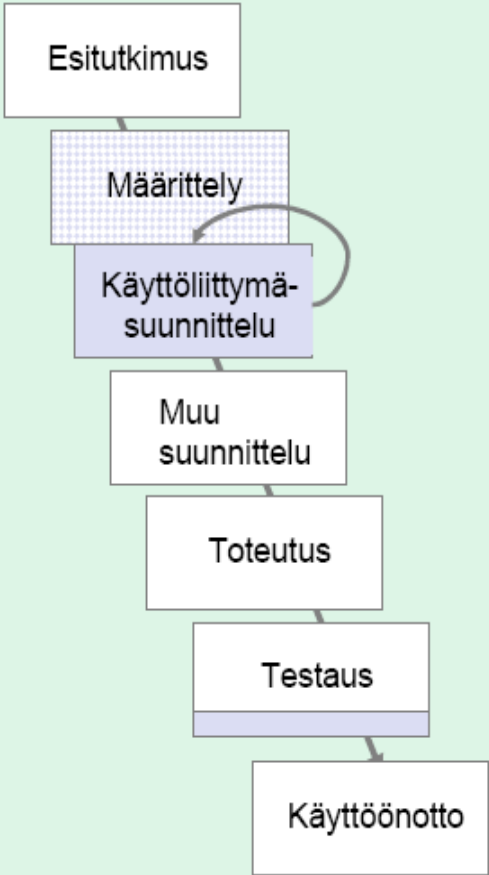 Esitutkimus
Määrittely
Käyttöliittymä-
suunnittelu
Muu
suunnittelu
Toteutus
Testaus
Käyttöönotto